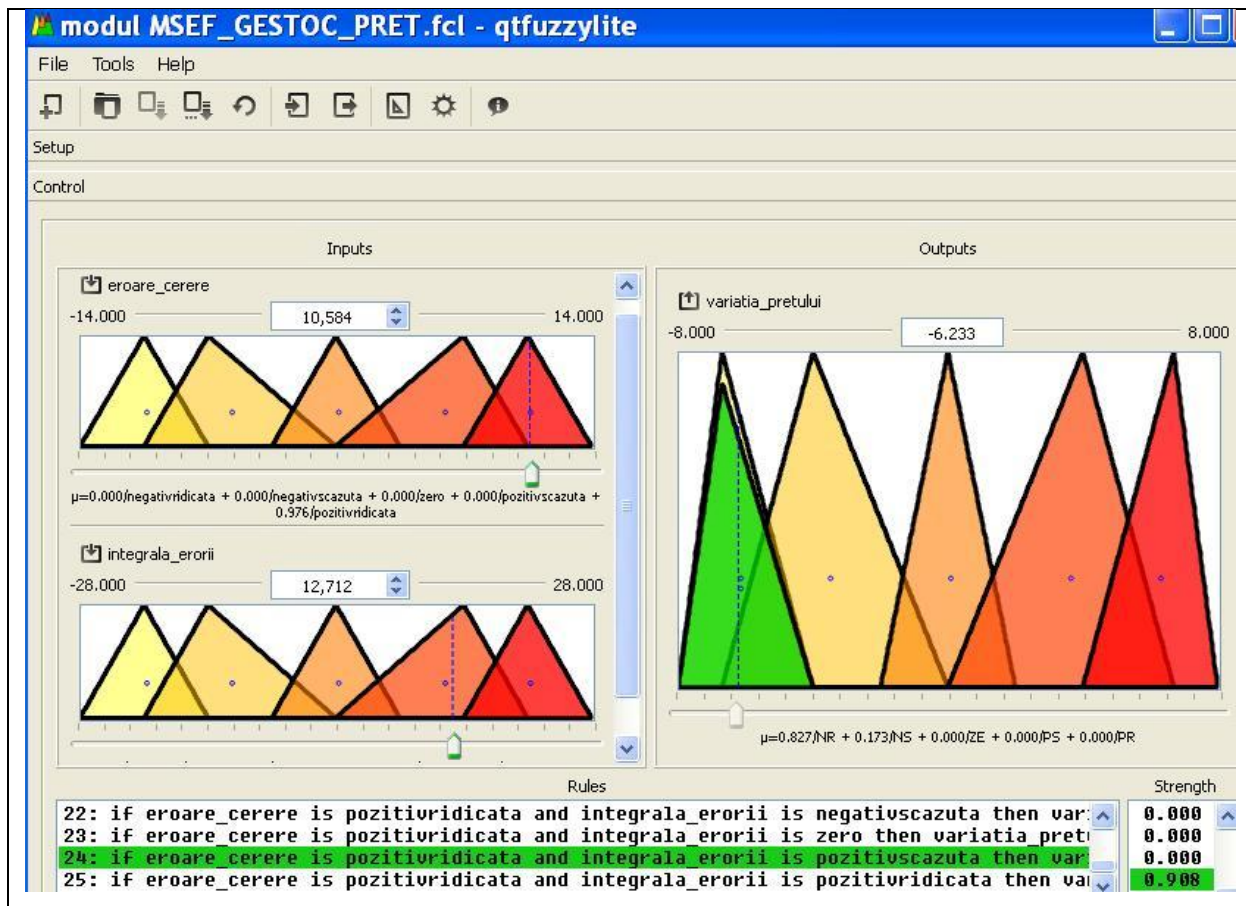 modul MSEF_GESTOC_PRET.fcl - qtfuzzylite
File Tools Help
Setup
Control
Inputs
Outputs
eroare_cerere
-14.000 10,584 14.000
μ=0.000/negativridicata + 0.000/negativscazuta + 0.000/zero + 0.000/pozitivscazuta +
0.976/pozitivridicata
integrala_erorii
-28.000 12,712 28.000
variatia_pretului
-8.000 -6.233 8.000
μ=0.827/NR + 0.173/NS + 0.000/ZE + 0.000/PS + 0.000/PR
Rules
Strength
22: if eroare_cerere is pozitivridicata and integrala_erorii is negativscazuta then var
0.000
23: if eroare_cerere is pozitivridicata and integrala_erorii is zero then variatia_pret
0.000
24: if eroare_cerere is pozitivridicata and integrala_erorii is pozitivscazuta then var
0.000
25: if eroare_cerere is pozitivridicata and integrala_erorii is pozitivridicata then va
0.908